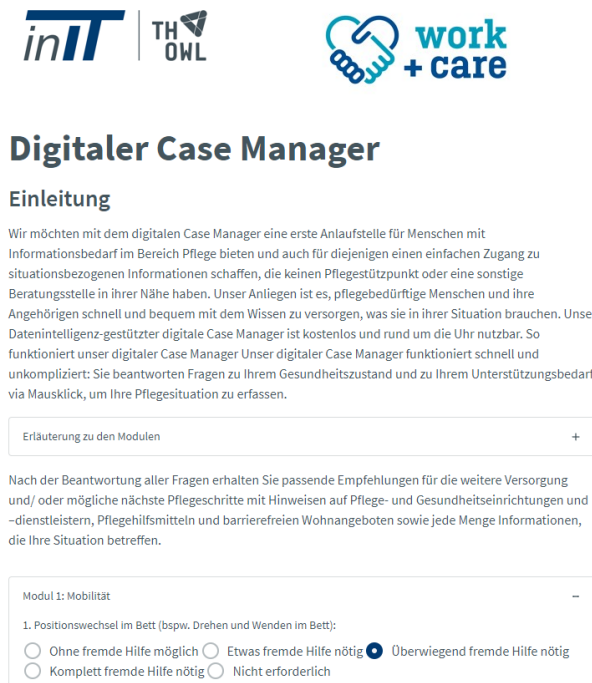 inIT TH OWL
work + care
Digitaler Case Manager
Einleitung
Wir möchten mit dem digitalen Case Manager eine erste Anlaufstelle für Menschen mit
Informationsbedarf im Bereich Pflege bieten und auch für diejenigen einen einfachen Zugang zu
situationsbezogenen Informationen schaffen, die keinen Pflegestützpunkt oder eine sonstige
Beratungsstelle in ihrer Nähe haben. Unser Anliegen ist es, pflegebedürftige Menschen und ihre
Angehörigen schnell und bequem mit dem Wissen zu versorgen, was sie in ihrer Situation brauchen. Unse
Datenintelligenz-gestützter digitale Case Manager ist kostenlos und rund um die Uhr nutzbar. So
funktioniert unser digitaler Case Manager Unser digitaler Case Manager funktioniert schnell und
unkompliziert: Sie beantworten Fragen zu Ihrem Gesundheitszustand und zu Ihrem Unterstützungsbedarf
via Mausklick, um Ihre Pflegesituation zu erfassen.
Erläuterung zu den Modulen +
Nach der Beantwortung aller Fragen erhalten Sie passende Empfehlungen für die weitere Versorgung
und/ oder mögliche nächste Pflegeschritte mit Hinweisen auf Pflege- und Gesundheitseinrichtungen und
–dienstleistern, Pflegehilfsmitteln und barrierefreien Wohnangeboten sowie jede Menge Informationen,
die Ihre Situation betreffen.
Modul 1: Mobilität −
1. Positionswechsel im Bett (bspw. Drehen und Wenden im Bett):
Ohne fremde Hilfe möglich Etwas fremde Hilfe nötig Überwiegend fremde Hilfe nötig
Komplett fremde Hilfe nötig Nicht erforderlich